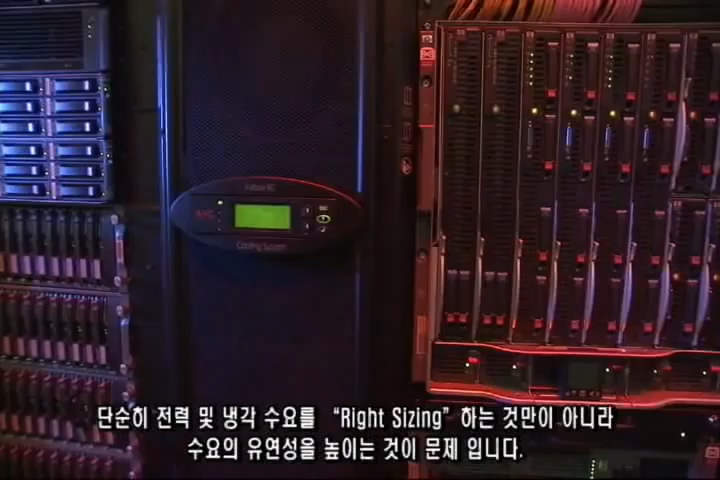 Cooling System
단순히 전력 및 냉각 수요를 “Right Sizing” 하는 것만이 아니라
수요의 유연성을 높이는 것이 문제 입니다.